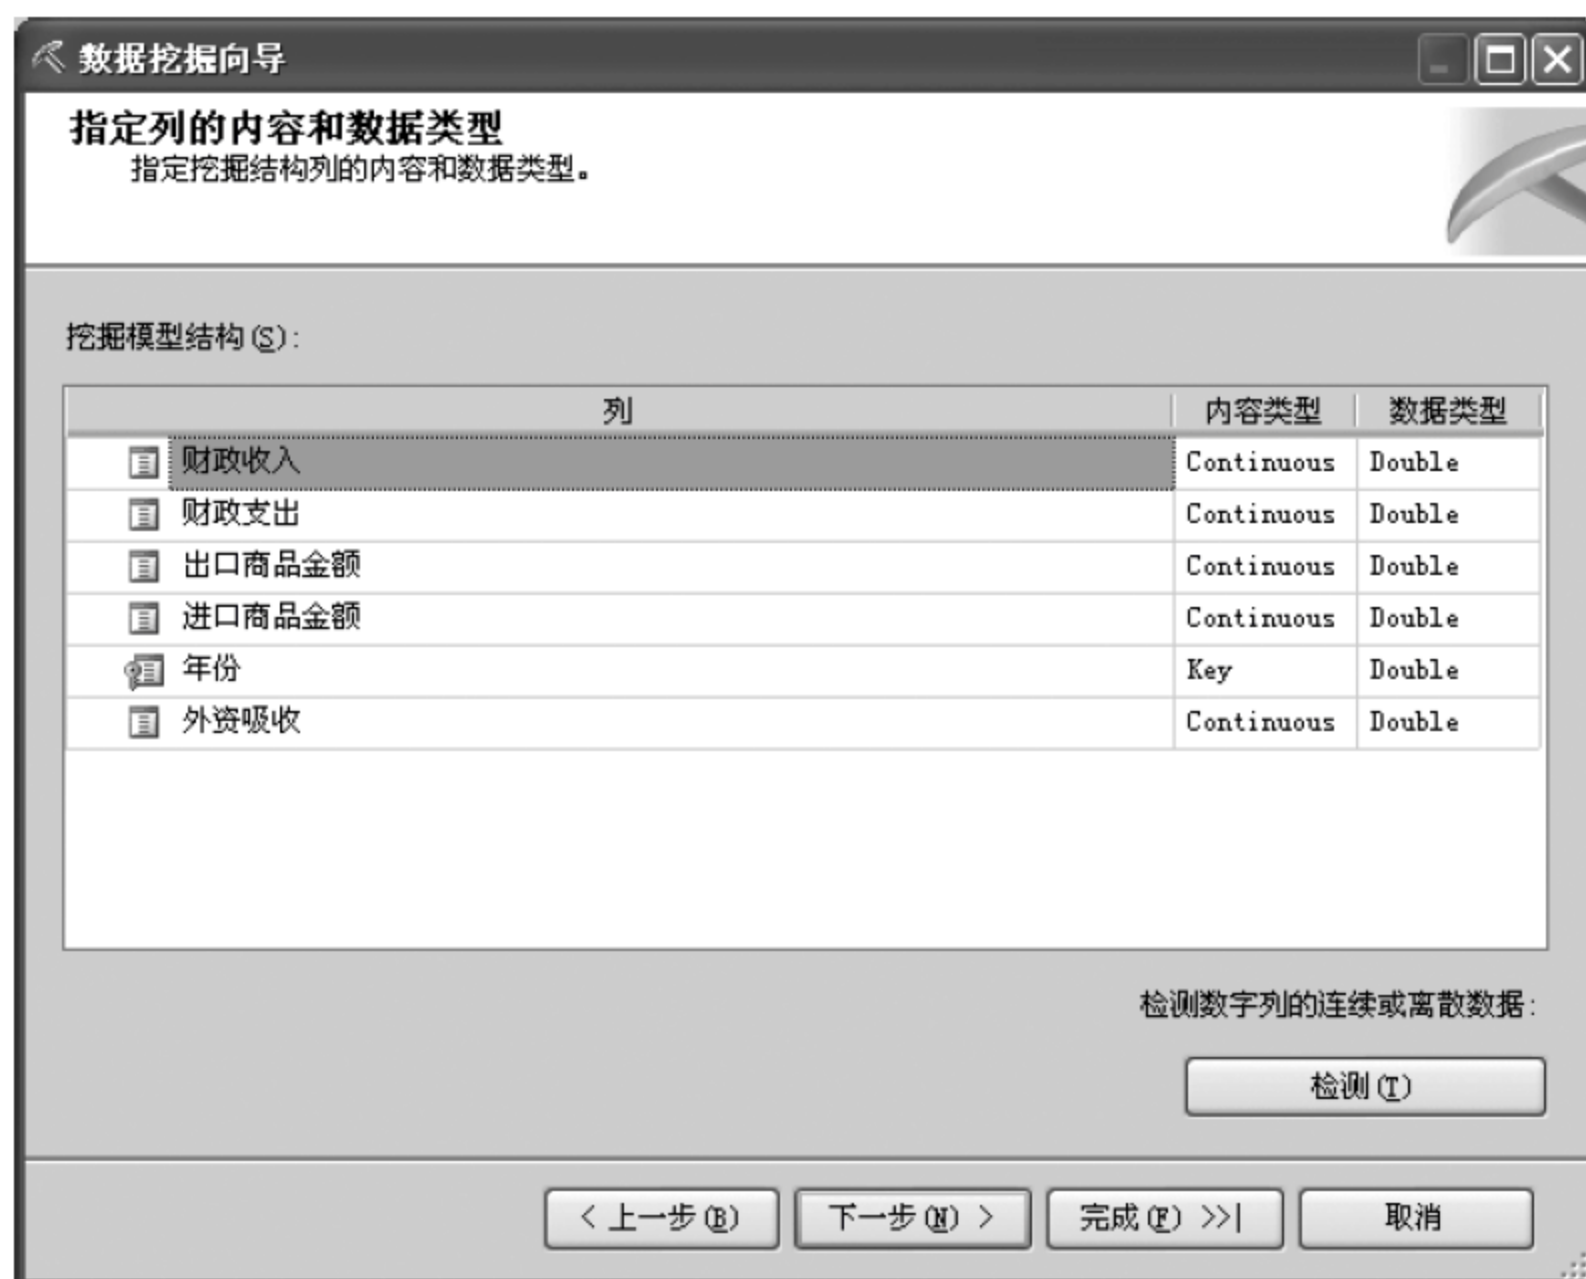 数据挖掘向导
指定列的内容和数据类型
指定挖掘结构列的内容和数据类型。
挖掘模型结构(S):
列 内容类型 数据类型
财政收入 Continuous Double
财政支出 Continuous Double
出口商品金额 Continuous Double
进口商品金额 Continuous Double
年份 Key Double
外资吸收 Continuous Double
检测数字列的连续或离散数据:
检测(T)
< 上一步(B) 下一步(N) > 完成(F) >>| 取消